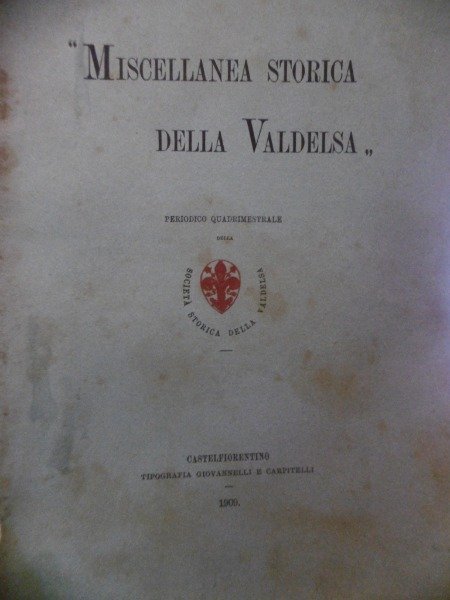 "MISCELLANEA STORICA
DELLA VALDELSA„
PERIODICO QUADRIMESTRALE
DELLA
SOCIETÀ STORICA DELLA VALDELSA
CASTELFIORENTINO
TIPOGRAFIA GIOVANNELLI E CARPITELLI
1909.